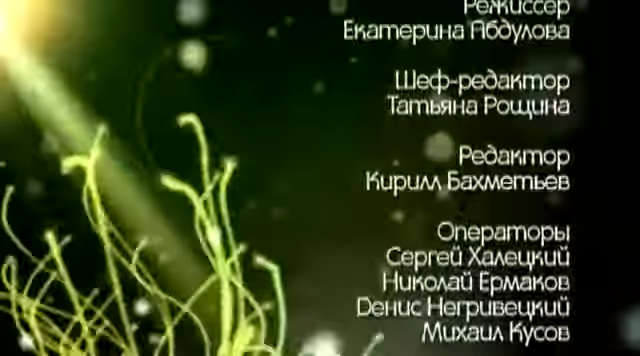 Режиссер
Екатерина Абдулова
Шеф-редактор
Татьяна Рощина
Редактор
Кирилл Бахметьев
Операторы
Сергей Халецкий
Николай Ермаков
Денис Негривецкий
Михаил Кусов